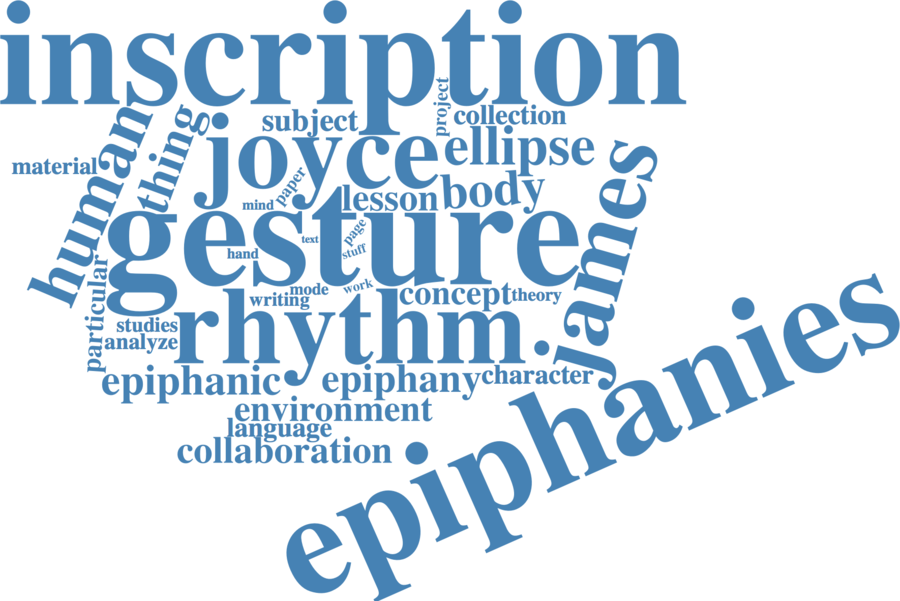 inscription
project
collection
subject
human
thing
joyce
ellipse
material
paper
james
lesson
body
mind
gesture
text
page
hand
stuff
particular
mode
work
writing
concept
theory
studies
rhythm
analyze
epiphanic
epiphany
character
environment
language
collaboration
epiphanies